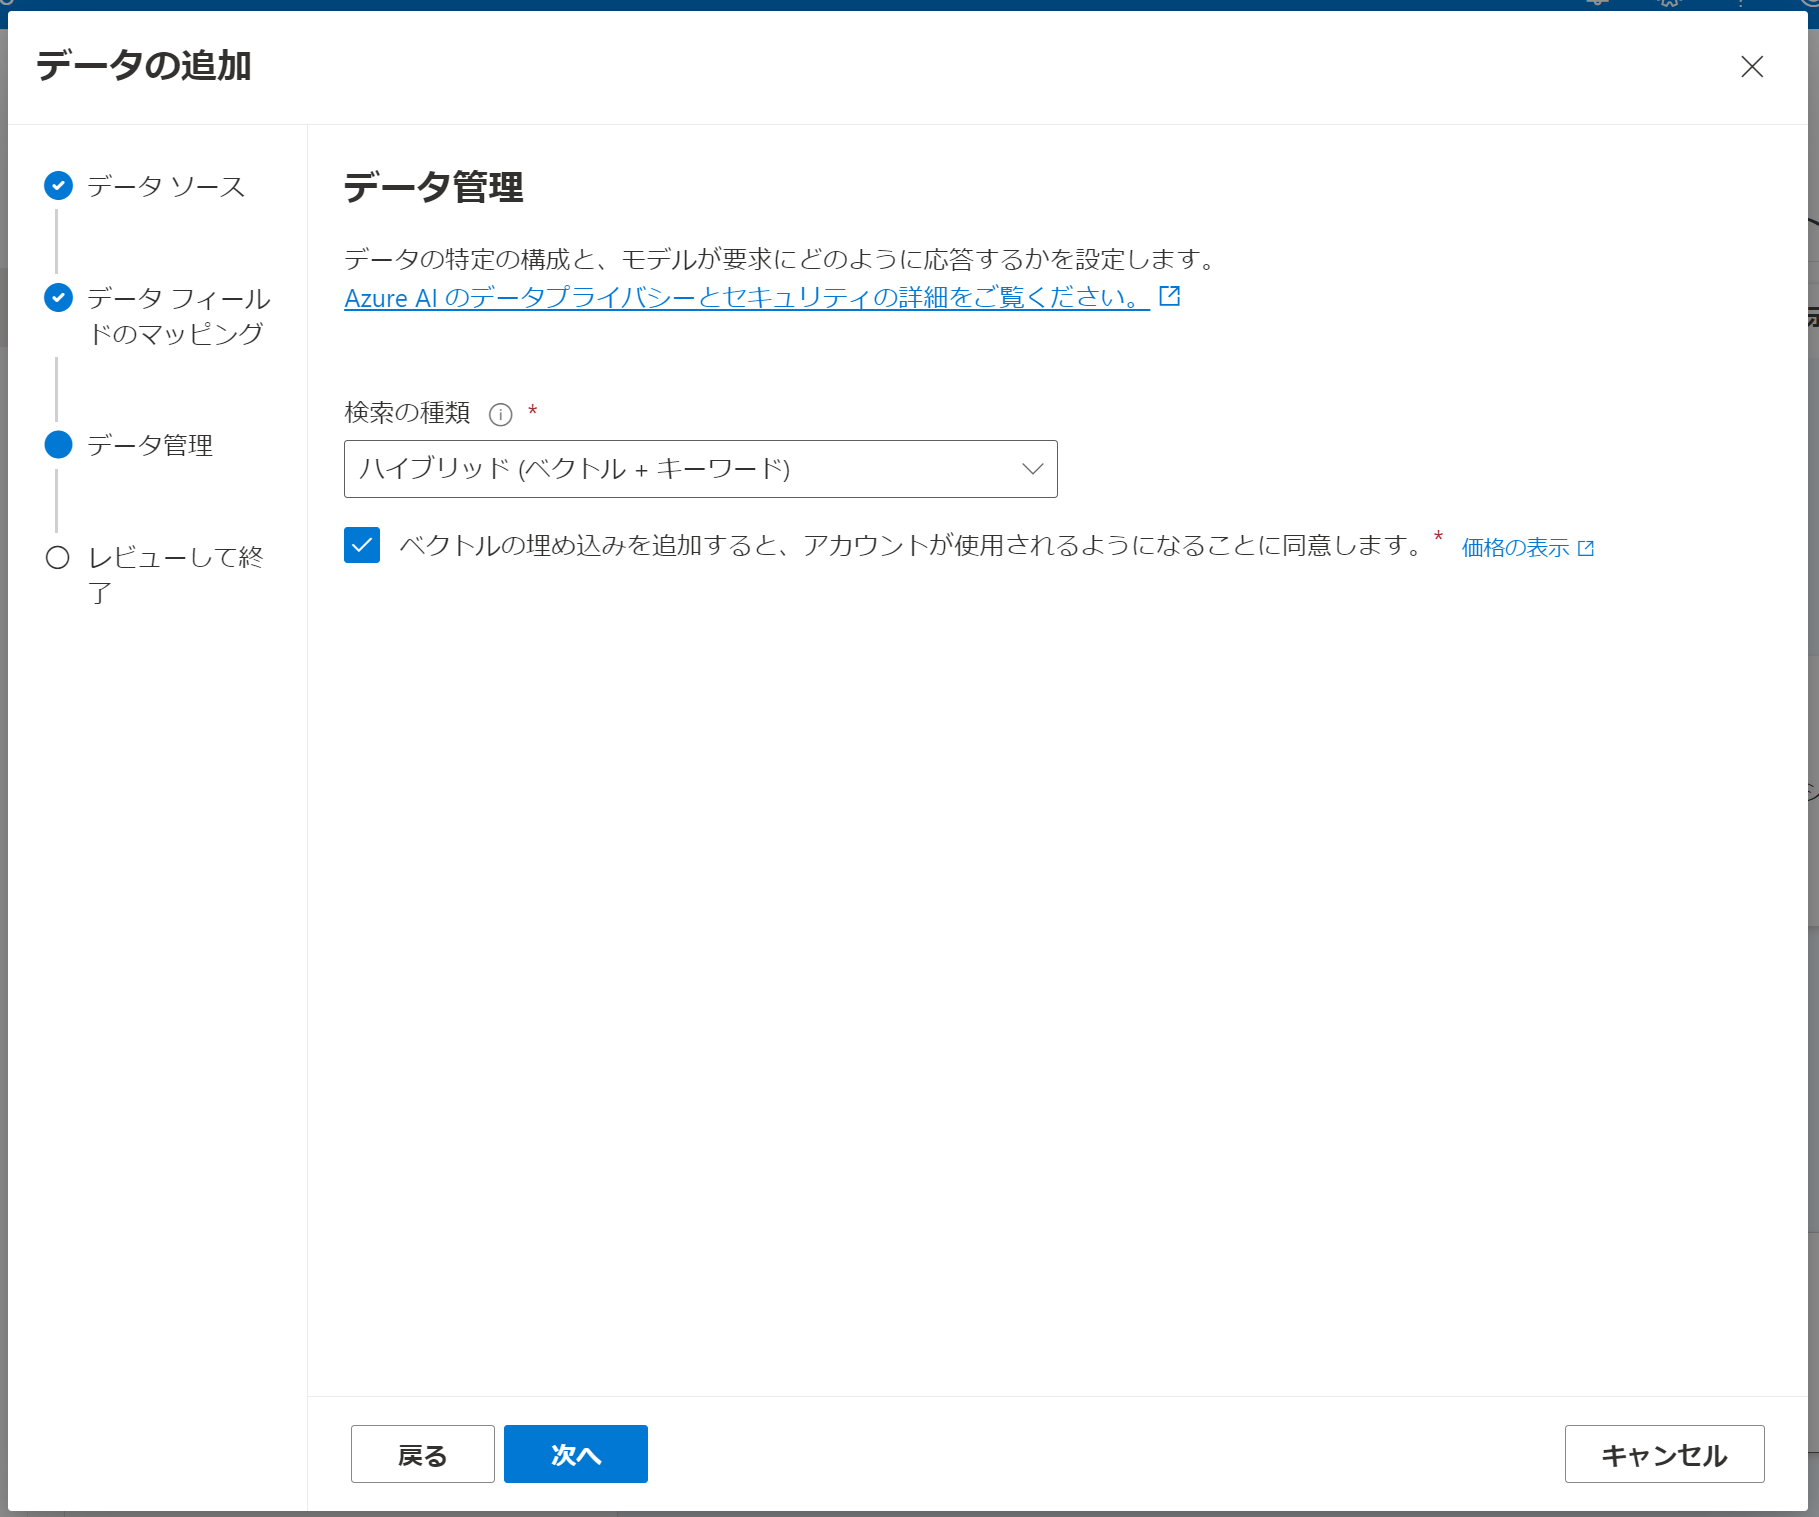 データの追加
データ ソース
データ フィール
ドのマッピング
データ管理
レビューして終
了
データ管理
データの特定の構成と、モデルが要求にどのように応答するかを設定します。
Azure AI のデータプライバシーとセキュリティの詳細をご覧ください。
検索の種類 *
ハイブリッド (ベクトル + キーワード)
ベクトルの埋め込みを追加すると、アカウントが使用されるようになることに同意します。* 価格の表示
戻る
次へ
キャンセル